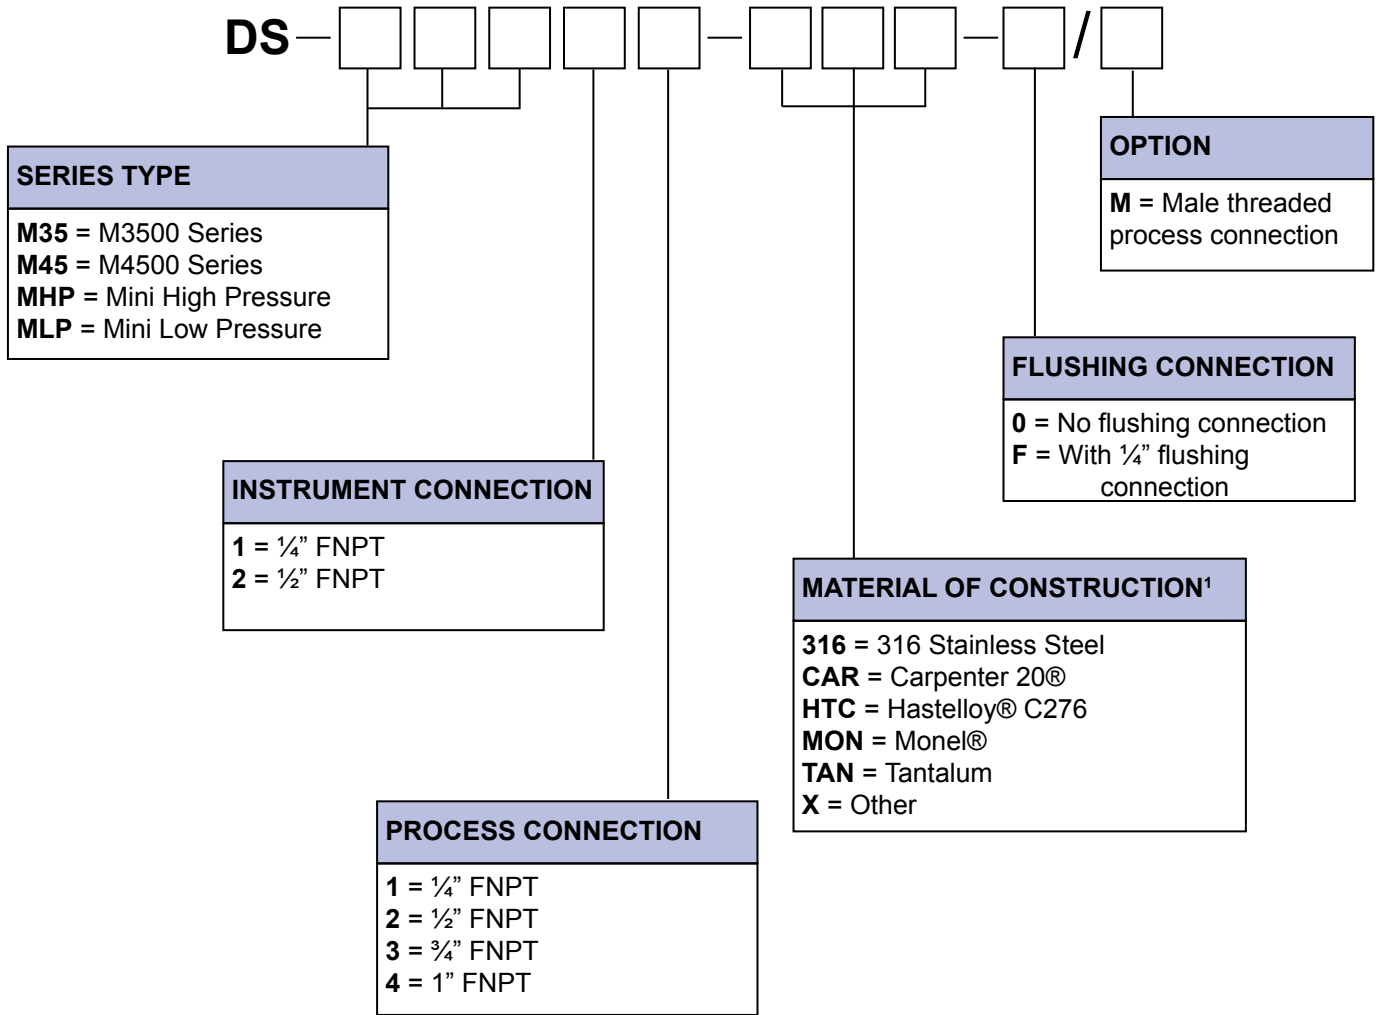 DS — — — /
SERIES TYPE
M35 = M3500 Series
M45 = M4500 Series
MHP = Mini High Pressure
MLP = Mini Low Pressure
OPTION
M = Male threaded
process connection
FLUSHING CONNECTION
0 = No flushing connection
F = With ¼” flushing
connection
INSTRUMENT CONNECTION
1 = ¼” FNPT
2 = ½” FNPT
MATERIAL OF CONSTRUCTION¹
316 = 316 Stainless Steel
CAR = Carpenter 20®
HTC = Hastelloy® C276
MON = Monel®
TAN = Tantalum
X = Other
PROCESS CONNECTION
1 = ¼” FNPT
2 = ½” FNPT
3 = ¾” FNPT
4 = 1” FNPT